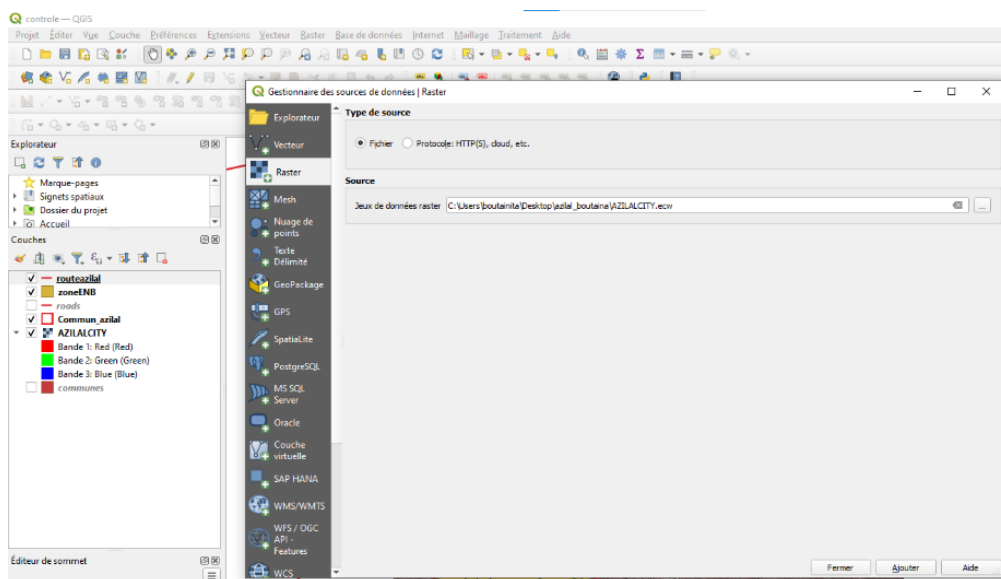 controle — QGIS
Projet Éditer Vue Couche Préférences Extensions Vecteur Raster Base de données Internet Maillage Traitement Aide
Gestionnaire des sources de données | Raster
Explorateur
Vecteur
Raster
Mesh
Nuage de
points
Texte
Délimité
GeoPackage
GPS
SpatiaLite
PostgreSQL
MS SQL
Server
Oracle
Couche
virtuelle
SAP HANA
WMS/WMTS
WFS / OGC
API -
Features
WCS
Type de source
Fichier Protocole: HTTP(S), cloud, etc.
Source
Jeux de données raster C:\Users\boutainita\Desktop\azilal_boutaina\AZILALCITY.ecw
...
Fermer Ajouter Aide
Explorateur
Marque-pages
Signets spatiaux
Dossier du projet
Accueil
Couches
routeazilal
zoneENB
roads
Commun_azilal
AZILALCITY
Bande 1: Red (Red)
Bande 2: Green (Green)
Bande 3: Blue (Blue)
communes
Éditeur de sommet